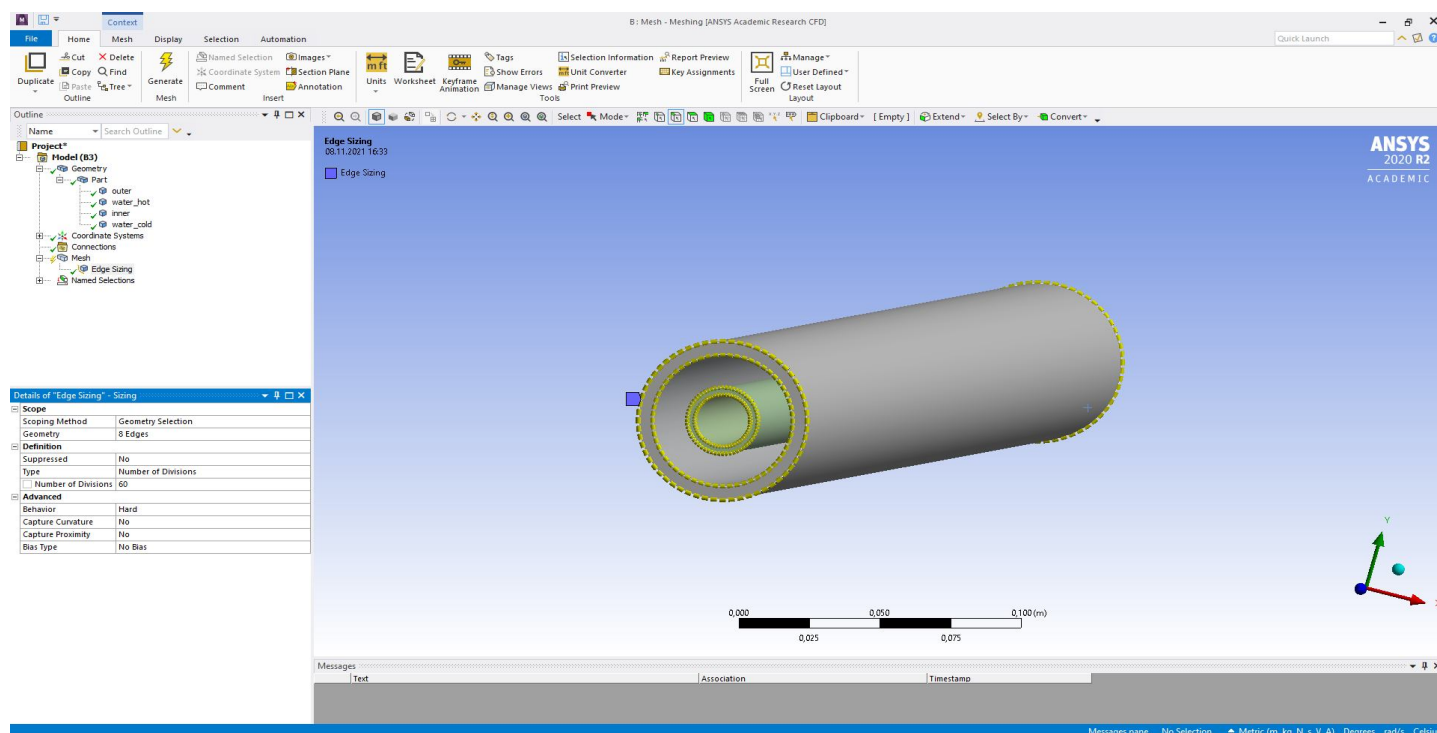 Context
B : Mesh - Meshing [ANSYS Academic Research CFD]
File Home Mesh Display Selection Automation
Quick Launch
Duplicate
Cut
Copy
Paste
Delete
Find
Tree
Outline
Generate
Mesh
Named Selection
Coordinate System
Comment
Images
Section Plane
Annotation
Insert
m ft
Units
Worksheet
Keyframe
Animation
Tags
Show Errors
Manage Views
Selection Information
Unit Converter
Print Preview
Report Preview
Key Assignments
Tools
Full
Screen
Manage
User Defined
Reset Layout
Layout
Outline
Select Mode
Clipboard [ Empty ] Extend Select By Convert
Name Search Outline
Project*
Model (B3)
Geometry
Part
outer
water_hot
inner
water_cold
Coordinate Systems
Connections
Mesh
Edge Sizing
Named Selections
Edge Sizing
08.11.2021 16:33
Edge Sizing
ANSYS
2020 R2
ACADEMIC
Details of "Edge Sizing" - Sizing
Scope
Scoping Method Geometry Selection
Geometry 8 Edges
Definition
Suppressed No
Type Number of Divisions
Number of Divisions 60
Advanced
Behavior Hard
Capture Curvature No
Capture Proximity No
Bias Type No Bias
Y
0,000 0,050 0,100 (m)
0,025 0,075
Messages
Text Association Timestamp
Messages pane No Selection Metric (m, kg, N, s, V, A) Degrees rad/s Celsiu